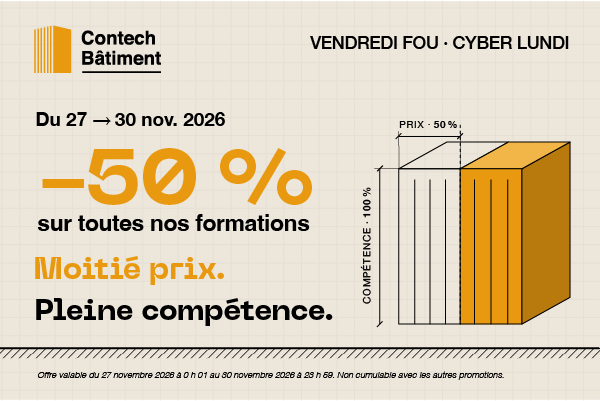 Contech
Bâtiment
VENDREDI FOU · CYBER LUNDI
Du 27 → 30 nov. 2026
–50 %
sur toutes nos formations
Moitié prix.
Pleine compétence.
PRIX · 50 %
COMPÉTENCE · 100 %
Offre valable du 27 novembre 2026 à 0 h 01 au 30 novembre 2026 à 23 h 59. Non cumulable avec les autres promotions.